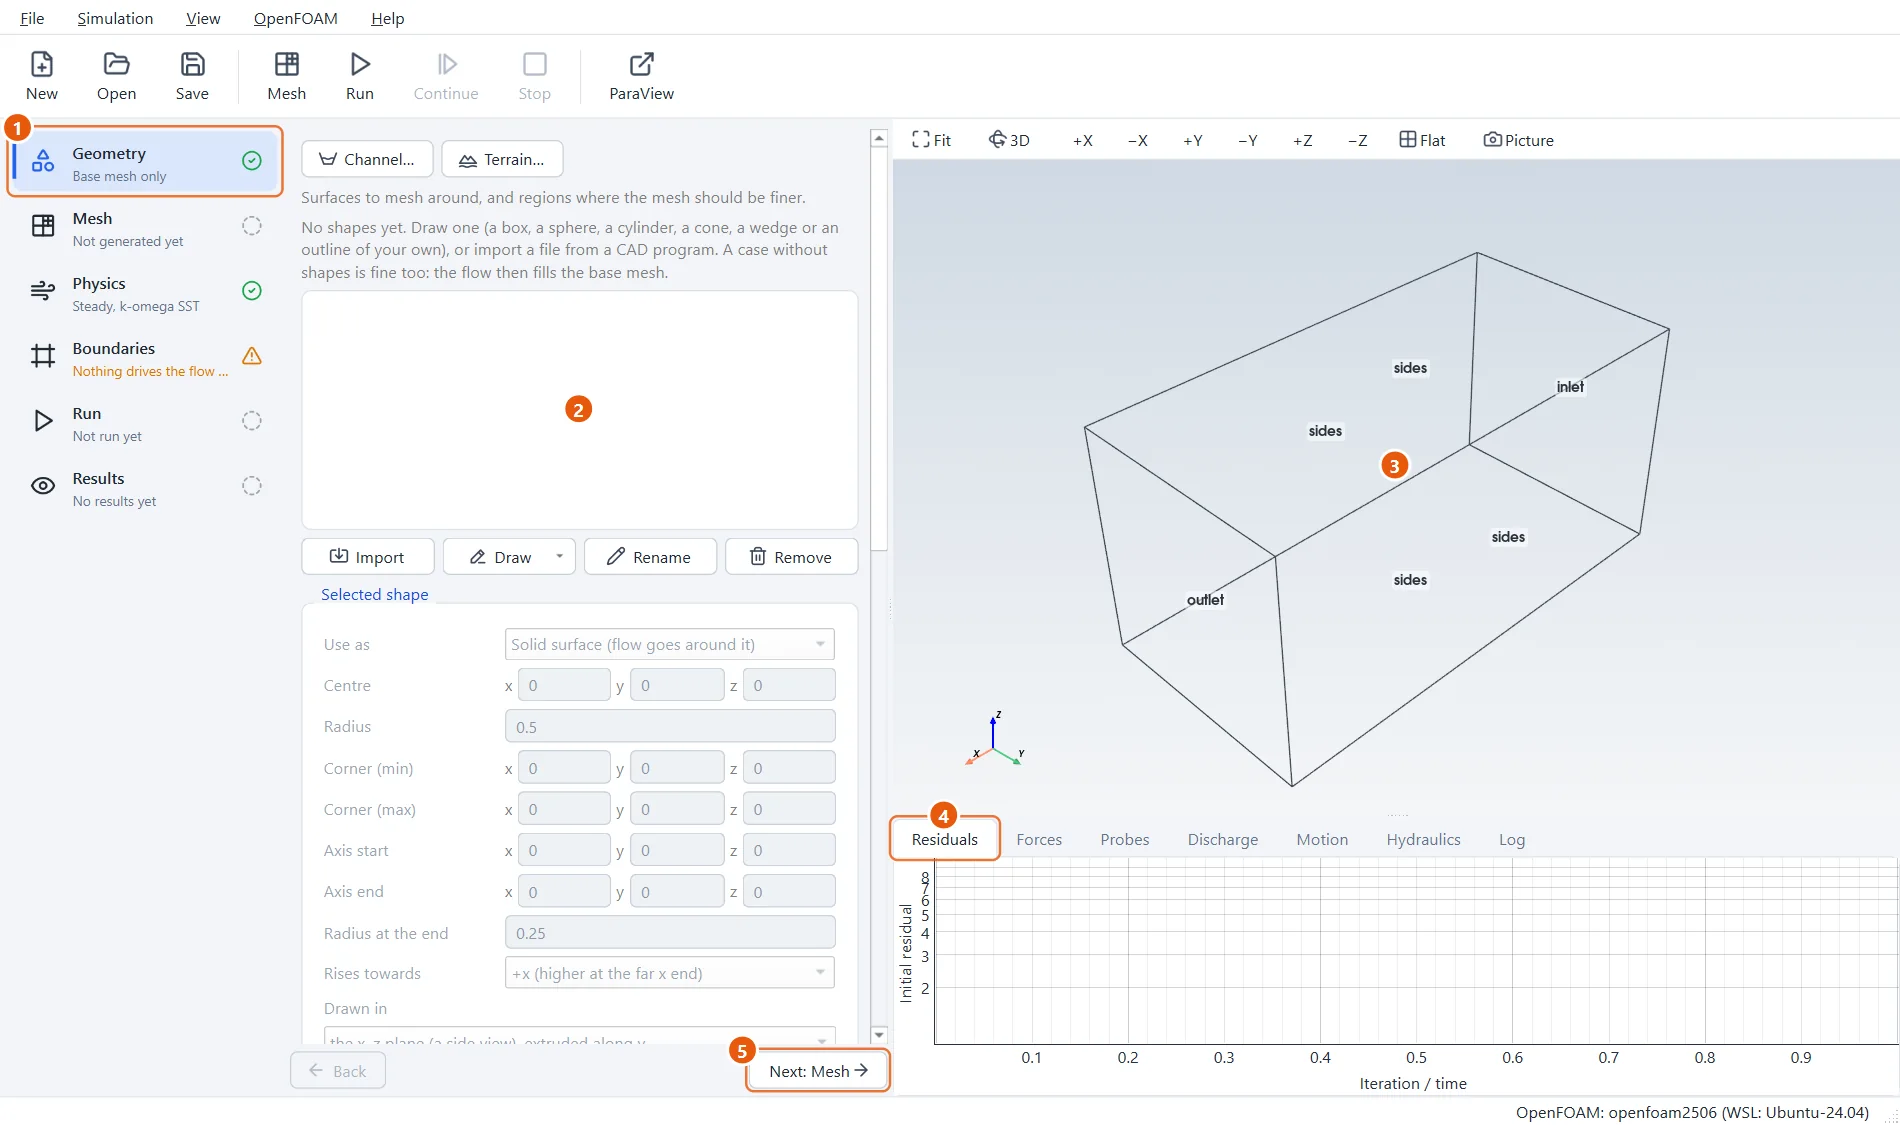 File Simulation View OpenFOAM Help
New Open Save Mesh Run Continue Stop ParaView
1
Geometry
Base mesh only
Mesh
Not generated yet
Physics
Steady, k-omega SST
Boundaries
Nothing drives the flow ...
Run
Not run yet
Results
No results yet
Channel... Terrain...
Surfaces to mesh around, and regions where the mesh should be finer.
No shapes yet. Draw one (a box, a sphere, a cylinder, a cone, a wedge or an
outline of your own), or import a file from a CAD program. A case without
shapes is fine too: the flow then fills the base mesh.
2
Import Draw Rename Remove
Selected shape
Use as Solid surface (flow goes around it)
Centre x 0 y 0 z 0
Radius 0.5
Corner (min) x 0 y 0 z 0
Corner (max) x 0 y 0 z 0
Axis start x 0 y 0 z 0
Axis end x 0 y 0 z 0
Radius at the end 0.25
Rises towards +x (higher at the far x end)
Drawn in
the x-z plane (a side view), extruded along y
Back
5
Next: Mesh
Fit 3D +X −X +Y −Y +Z −Z Flat Picture
sides
inlet
sides
3
sides
sides
outlet
Z
X Y
4
Residuals Forces Probes Discharge Motion Hydraulics Log
Initial residual
8
7
6
5
4
3
2
0.1 0.2 0.3 0.4 0.5 0.6 0.7 0.8 0.9
Iteration / time
OpenFOAM: openfoam2506 (WSL: Ubuntu-24.04)